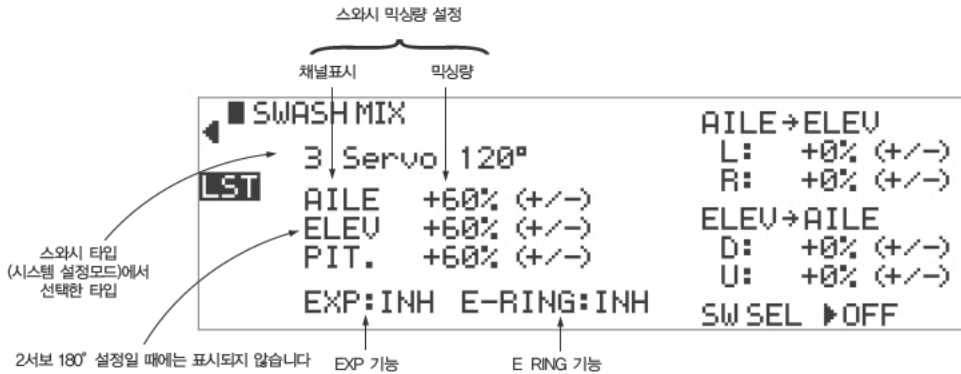 스와시 믹싱량 설정
채널표시 믹싱량
■ SWASH MIX
3 Servo 120°
LST
AILE +60% (+/-)
ELEV +60% (+/-)
PIT. +60% (+/-)
EXP:INH E-RING:INH
AILE→ELEV
L: +0% (+/-)
R: +0% (+/-)
ELEV→AILE
D: +0% (+/-)
U: +0% (+/-)
SW SEL ▶OFF
스와시 타입
(시스템 설정모드)에서
선택한 타입
2서보 180° 설정일 때에는 표시되지 않습니다
EXP 기능
E RING 기능